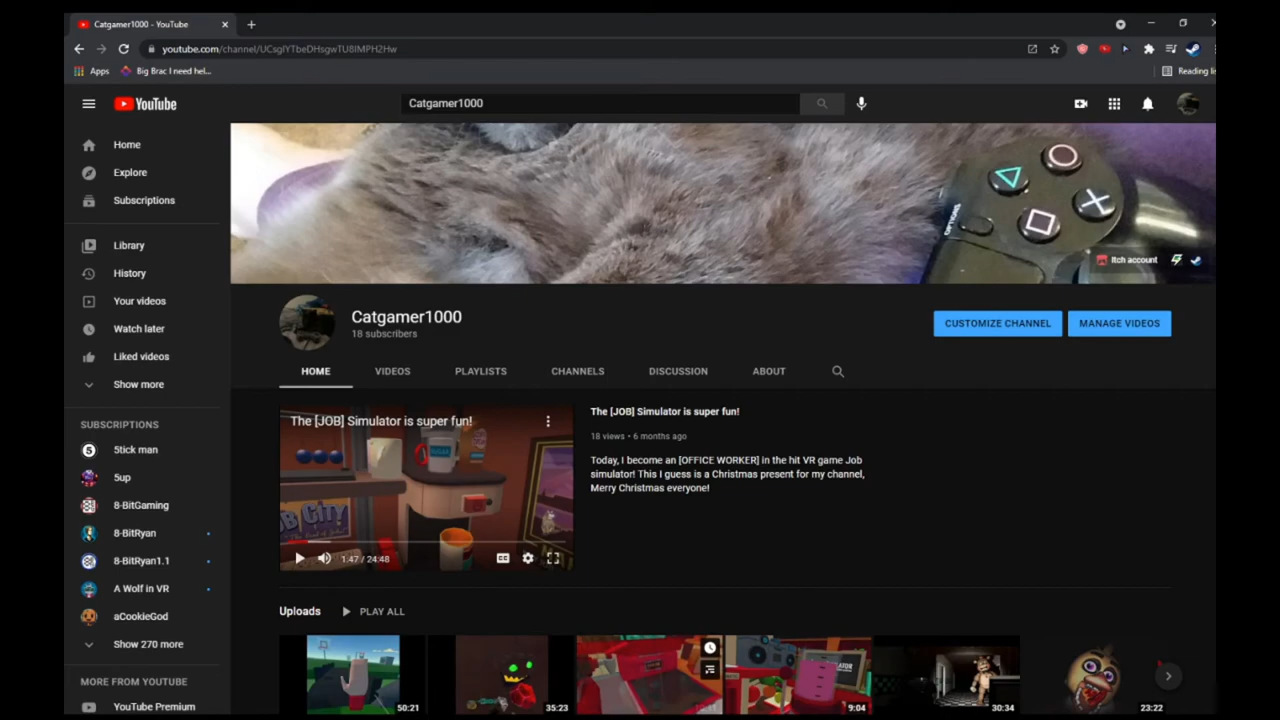 Catgamer1000 - YouTube
youtube.com/channel/UCsglYTbeDHsgwTU8IMPH2Hw
Apps
Big Brac I need hel...
Reading lis
YouTube
Catgamer1000
Home
Explore
Subscriptions
Library
History
Your videos
Watch later
Liked videos
Show more
SUBSCRIPTIONS
5tick man
5up
8-BitGaming
8-BitRyan
8-BitRyan1.1
A Wolf in VR
aCookieGod
Show 270 more
MORE FROM YOUTUBE
YouTube Premium
OPTIONS
Itch account
Catgamer1000
18 subscribers
CUSTOMIZE CHANNEL
MANAGE VIDEOS
HOME
VIDEOS
PLAYLISTS
CHANNELS
DISCUSSION
ABOUT
The [JOB] Simulator is super fun!
1:47 / 24:48
The [JOB] Simulator is super fun!
18 views • 6 months ago
Today, I become an [OFFICE WORKER] in the hit VR game Job
simulator! This I guess is a Christmas present for my channel,
Merry Christmas everyone!
Uploads
PLAY ALL
50:21
35:23
9:04
30:34
23:22